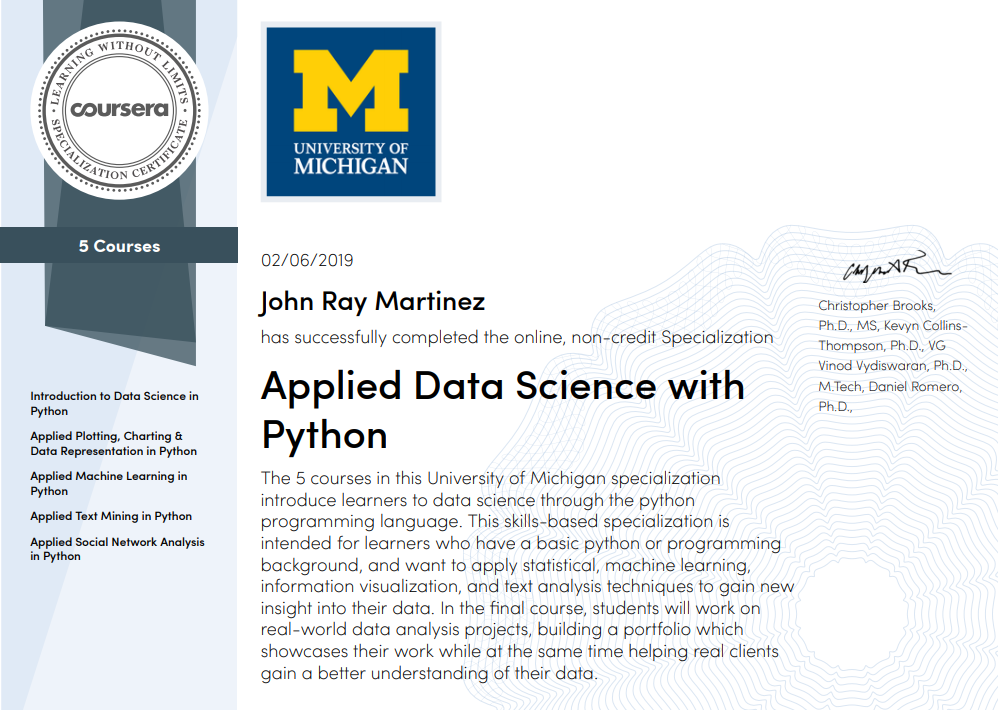 LEARNING WITHOUT LIMITS
coursera
SPECIALIZATION CERTIFICATE
5 Courses
Introduction to Data Science in
Python
Applied Plotting, Charting &
Data Representation in Python
Applied Machine Learning in
Python
Applied Text Mining in Python
Applied Social Network Analysis
in Python
M
UNIVERSITY OF
MICHIGAN
02/06/2019
John Ray Martinez
has successfully completed the online, non-credit Specialization
Applied Data Science with
Python
The 5 courses in this University of Michigan specialization
introduce learners to data science through the python
programming language. This skills-based specialization is
intended for learners who have a basic python or programming
background, and want to apply statistical, machine learning,
information visualization, and text analysis techniques to gain new
insight into their data. In the final course, students will work on
real-world data analysis projects, building a portfolio which
showcases their work while at the same time helping real clients
gain a better understanding of their data.
Christopher Brooks,
Ph.D., MS, Kevyn Collins-
Thompson, Ph.D., VG
Vinod Vydiswaran, Ph.D.,
M.Tech, Daniel Romero,
Ph.D.,